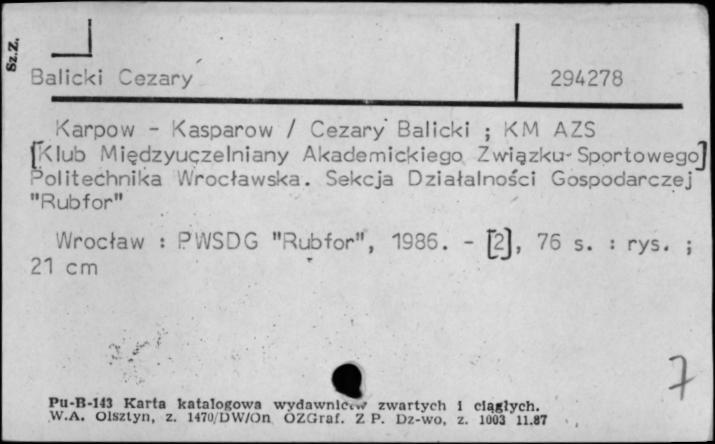 Sz.Z.
Balicki Cezary 294278
Karpow - Kasparow / Cezary Balicki ; KM AZS
[Klub Międzyuczelniany Akademickiego Związku Sportowego]
Politechnika Wrocławska. Sekcja Działalności Gospodarczej
"Rubfor"
Wrocław : PWSDG "Rubfor", 1986. - [2], 76 s. : rys. ;
21 cm
7
Pu-B-143 Karta katalogowa wydawnictw zwartych i ciągłych.
W.A. Olsztyn, z. 1470/DW/On OZGraf. Z P. Dz-wo, z. 1003 11.87